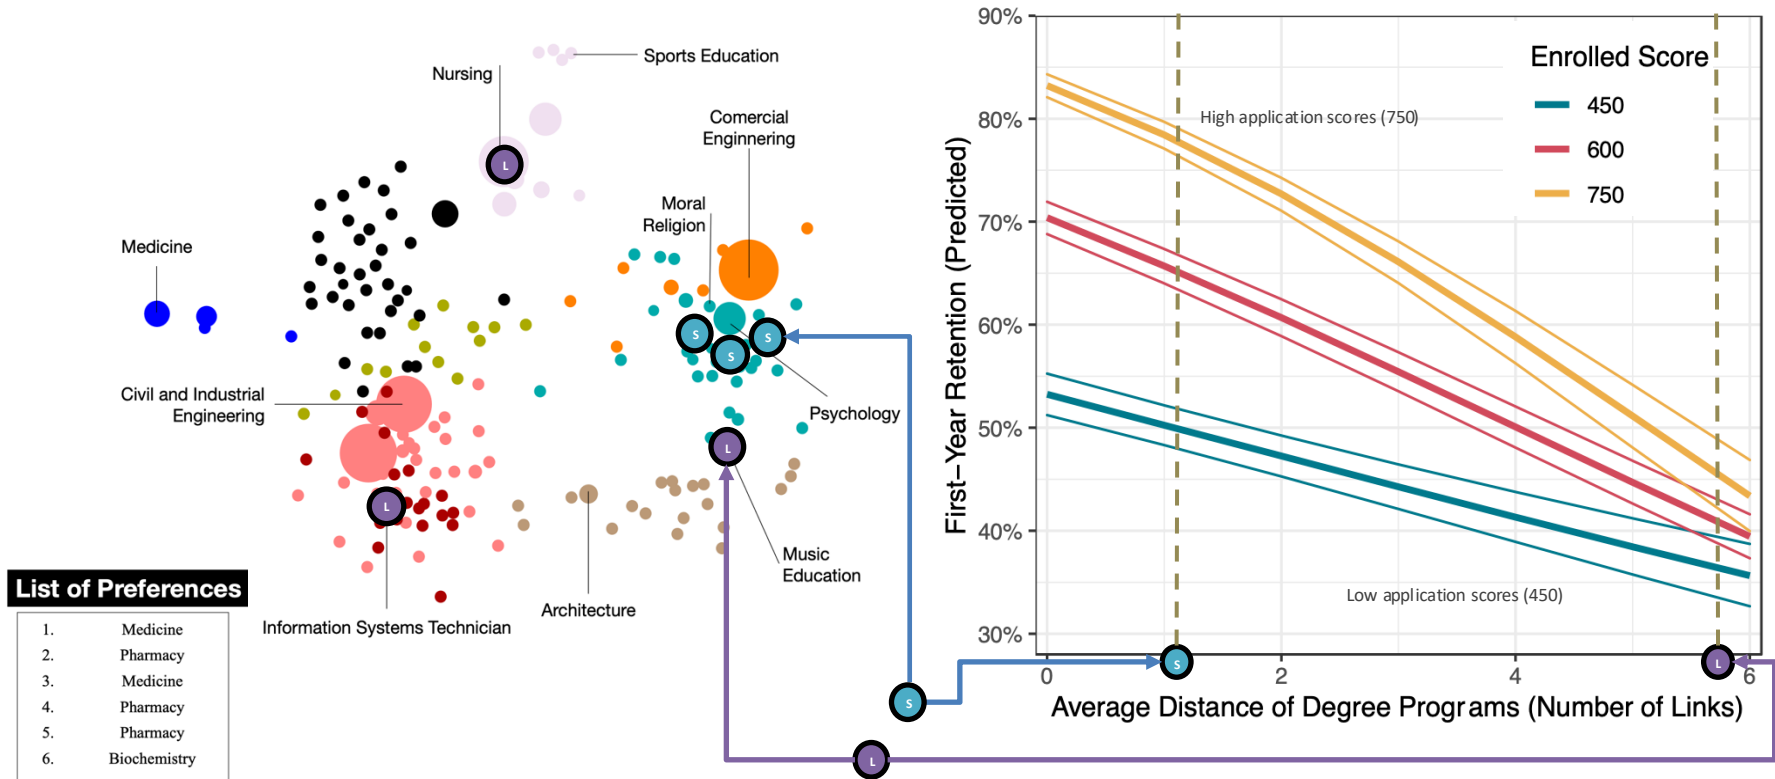 Sports Education
Nursing
Comercial
Enginnering
Moral
Religion
Medicine
Civil and Industrial
Engineering
Psychology
Music
Education
Architecture
Information Systems Technician
L
S
S
S
L
L
S
L
List of Preferences
1. Medicine
2. Pharmacy
3. Medicine
4. Pharmacy
5. Pharmacy
6. Biochemistry
First-Year Retention (Predicted)
90%
80%
70%
60%
50%
40%
30%
Enrolled Score
450
600
750
High application scores (750)
Low application scores (450)
S
L
0 2 4 6
Average Distance of Degree Programs (Number of Links)